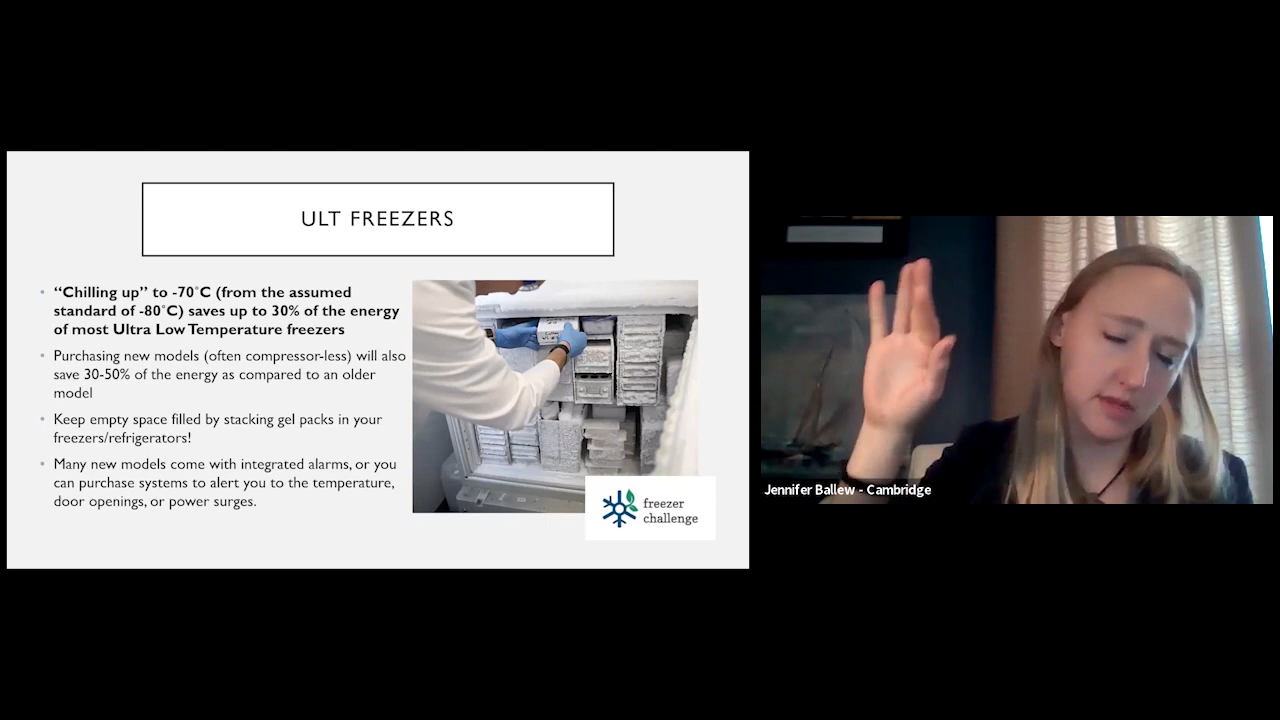 ULT FREEZERS
• “Chilling up” to -70˚C (from the assumed
standard of -80˚C) saves up to 30% of the energy
of most Ultra Low Temperature freezers
• Purchasing new models (often compressor-less) will also
save 30-50% of the energy as compared to an older
model
• Keep empty space filled by stacking gel packs in your
freezers/refrigerators!
• Many new models come with integrated alarms, or you
can purchase systems to alert you to the temperature,
door openings, or power surges.
freezer
challenge
Jennifer Ballew - Cambridge